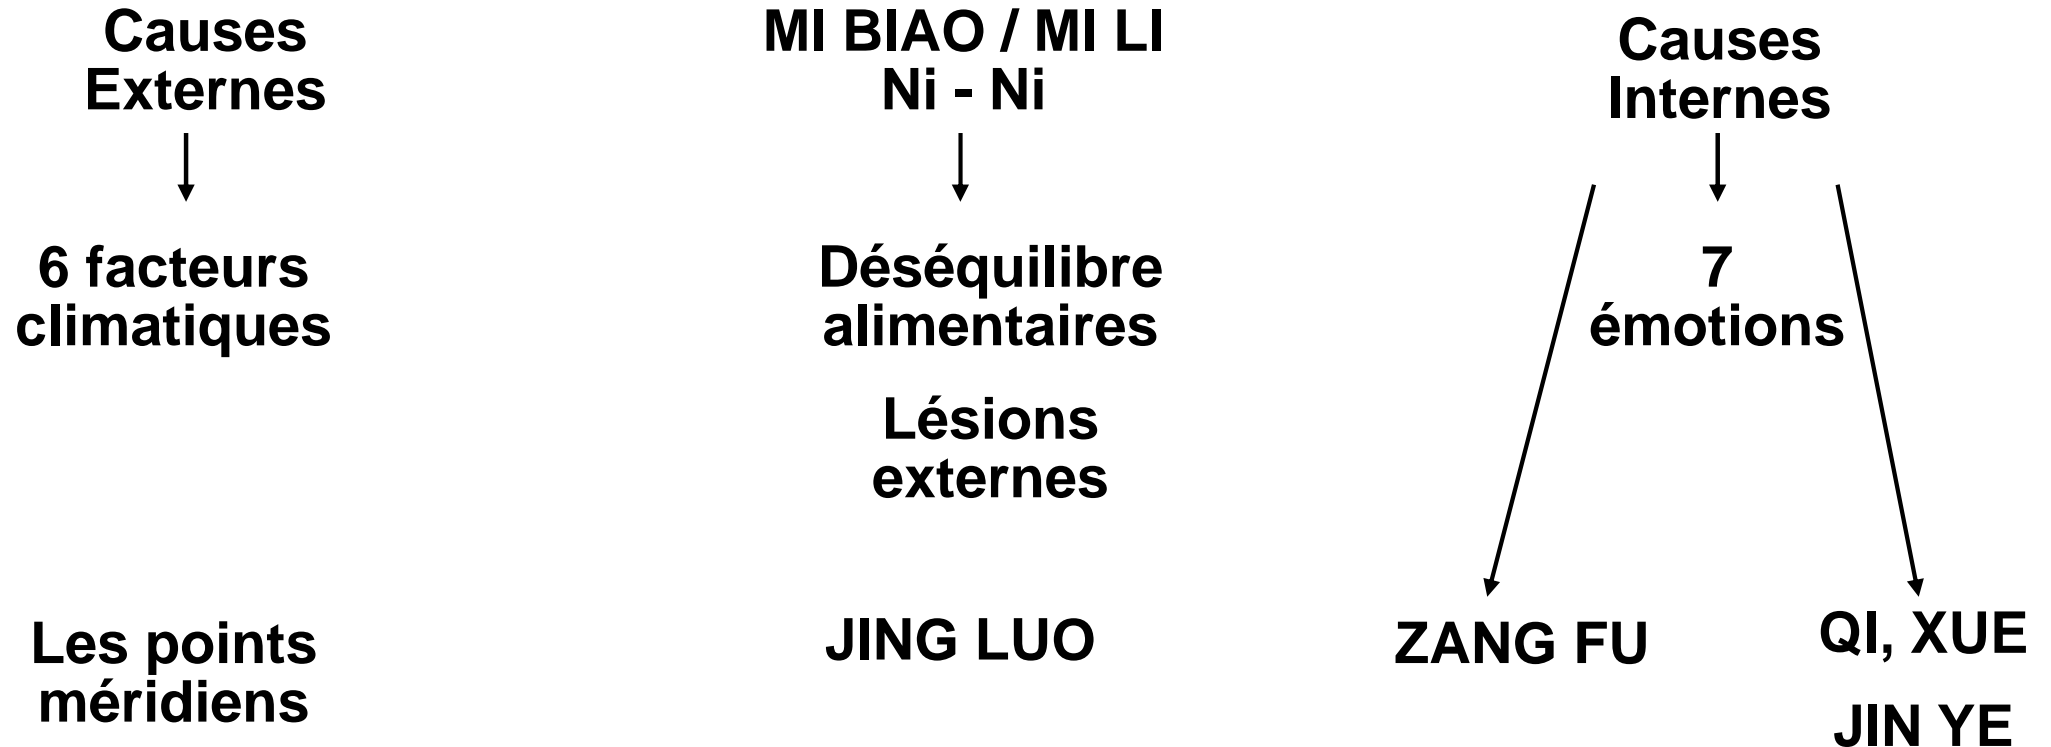 Causes
Externes
MI BIAO / MI LI
Ni - Ni
Causes
Internes
6 facteurs
climatiques
Déséquilibre
alimentaires
7
émotions
Lésions
externes
Les points
méridiens
JING LUO
ZANG FU
QI, XUE
JIN YE